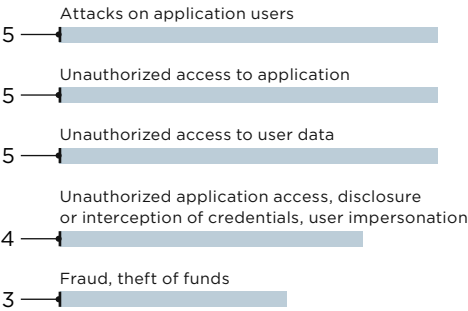 Attacks on application users
5
Unauthorized access to application
5
Unauthorized access to user data
5
Unauthorized application access, disclosure
or interception of credentials, user impersonation
4
Fraud, theft of funds
3